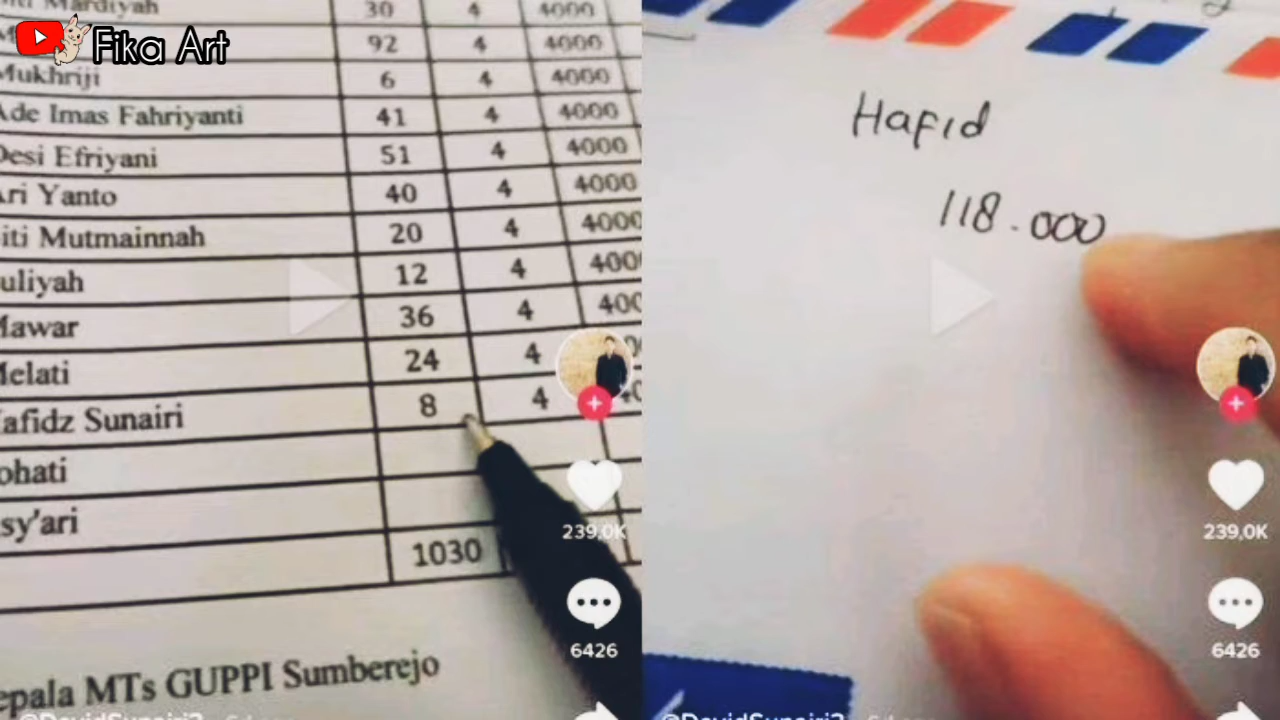 Fika Art
Mardiyah 30 4 4000
92 4 4000
Mukhriji 6 4 4000
Ade Imas Fahriyanti 41 4 4000
Desi Efriyani 51 4 4000
Ari Yanto 40 4 4000
iti Mutmainnah 20 4 4000
uliyah 12 4 400
Mawar 36 4 400
Melati 24 4
afidz Sunairi 8 4
ohati
sy'ari
1030
epala MTs GUPPI Sumberejo
239.0K
6426
Hafid
118.000
239.0K
6426